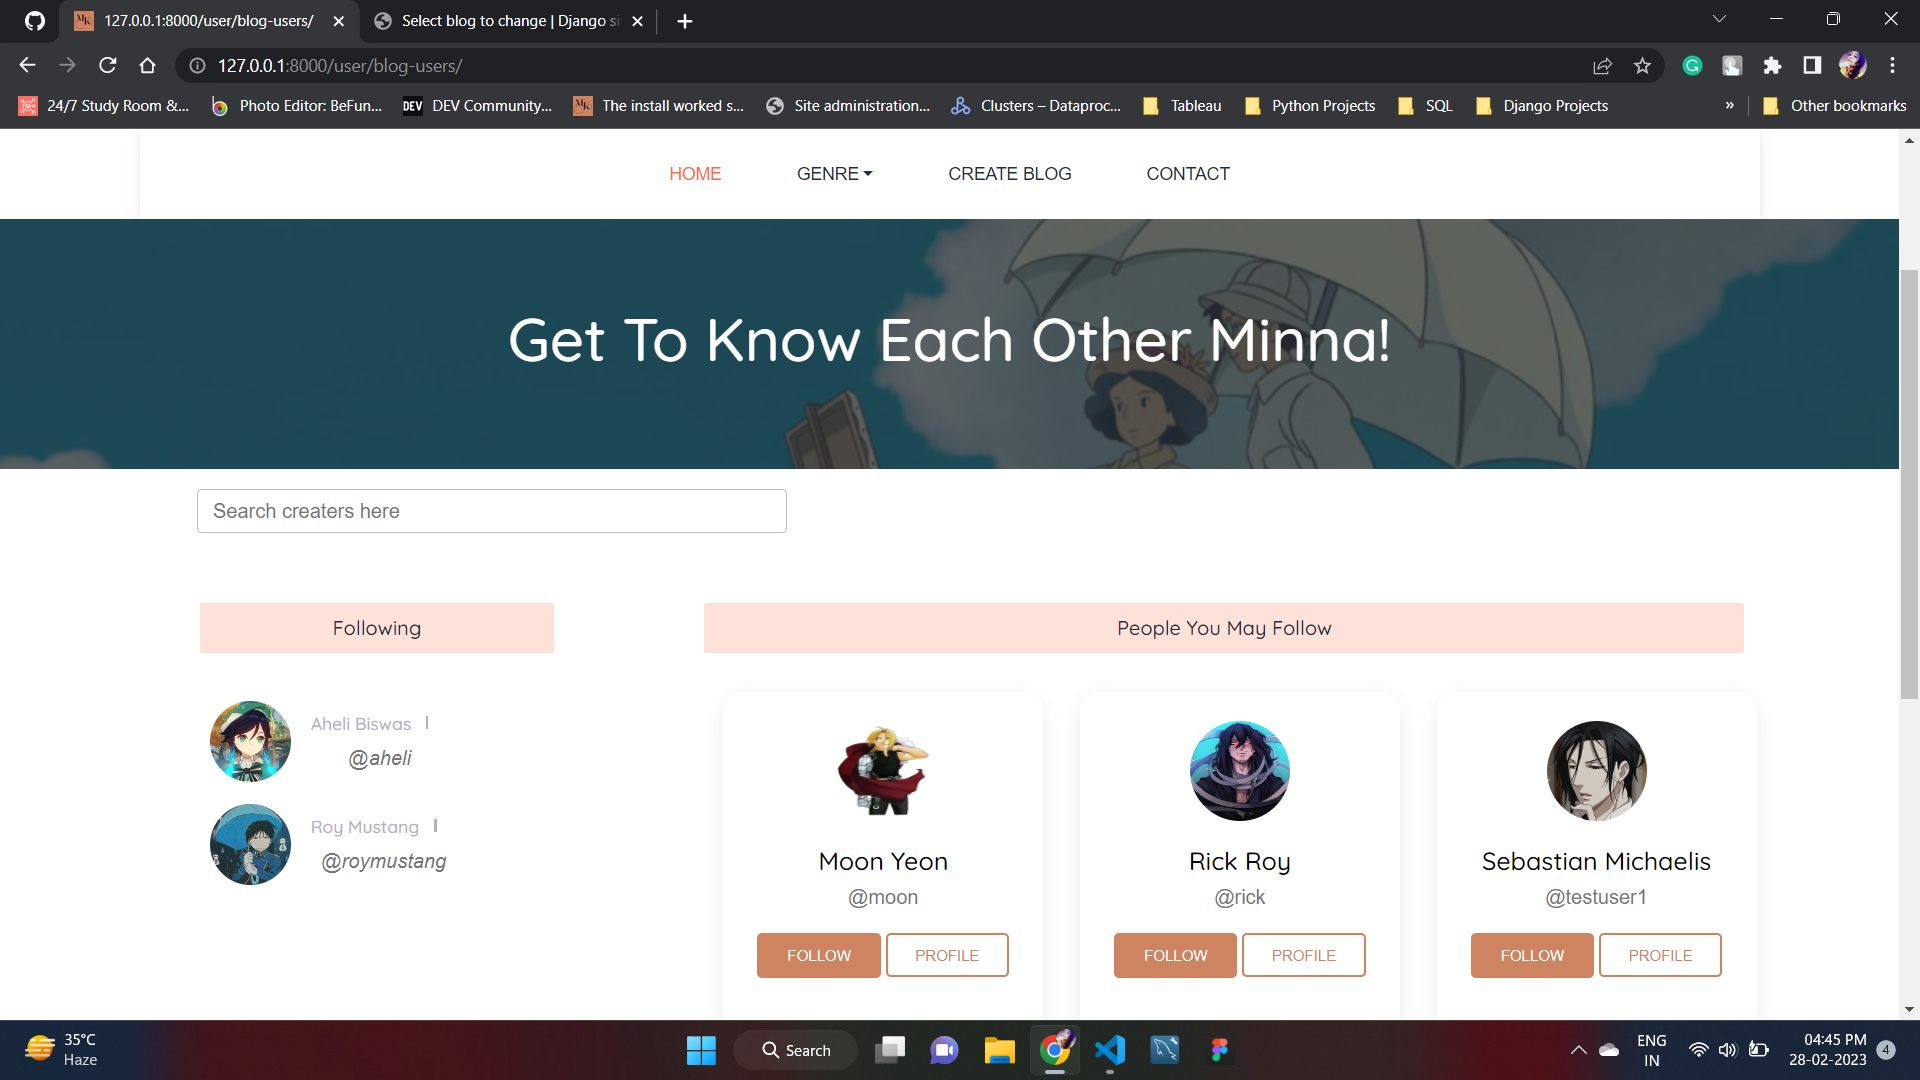 127.0.0.1:8000/user/blog-users/
Select blog to change | Django si
127.0.0.1:8000/user/blog-users/
24/7 Study Room &...
Photo Editor: BeFun...
DEV DEV Community...
MK The install worked s...
Site administration...
Clusters – Dataproc...
Tableau
Python Projects
SQL
Django Projects
»
Other bookmarks
HOME
GENRE
CREATE BLOG
CONTACT
Get To Know Each Other Minna!
Search creaters here
Following
People You May Follow
Aheli Biswas
@aheli
Roy Mustang
@roymustang
Moon Yeon
@moon
FOLLOW PROFILE
Rick Roy
@rick
FOLLOW PROFILE
Sebastian Michaelis
@testuser1
FOLLOW PROFILE
35°C
Haze
Search
ENG
IN
04:45 PM
28-02-2023
4